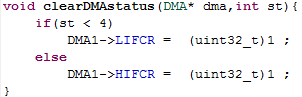 void clearDMAstatus(DMA* dma,int st){
if(st < 4)
DMA1->LIFCR =  (uint32_t)1 ;
else
DMA1->HIFCR =  (uint32_t)1 ;
}